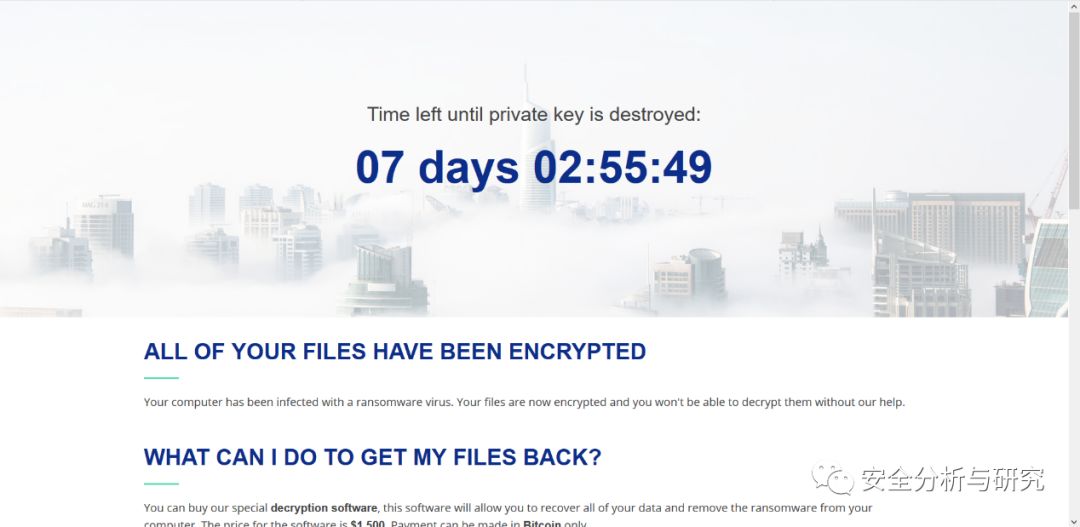 Time left until private key is destroyed:
07 days 02:55:49
ALL OF YOUR FILES HAVE BEEN ENCRYPTED
Your computer has been infected with a ransomware virus. Your files are now encrypted and you won't be able to decrypt them without our help.
WHAT CAN I DO TO GET MY FILES BACK?
You can buy our special decryption software, this software will allow you to recover all of your data and remove the ransomware from your
computer. The price for the software is $1,500. Payment can be made in Bitcoin only.
安全分析与研究